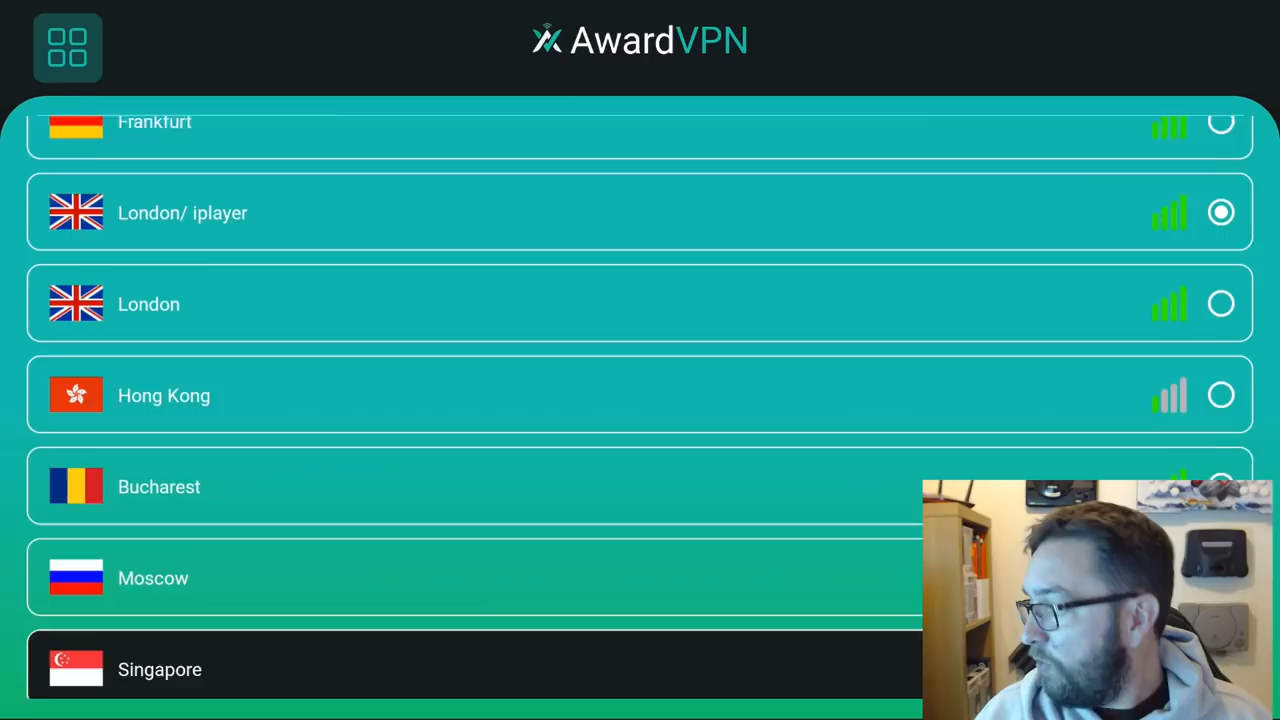 AwardVPN
Frankfurt
London/ iplayer
London
Hong Kong
Bucharest
Moscow
Singapore